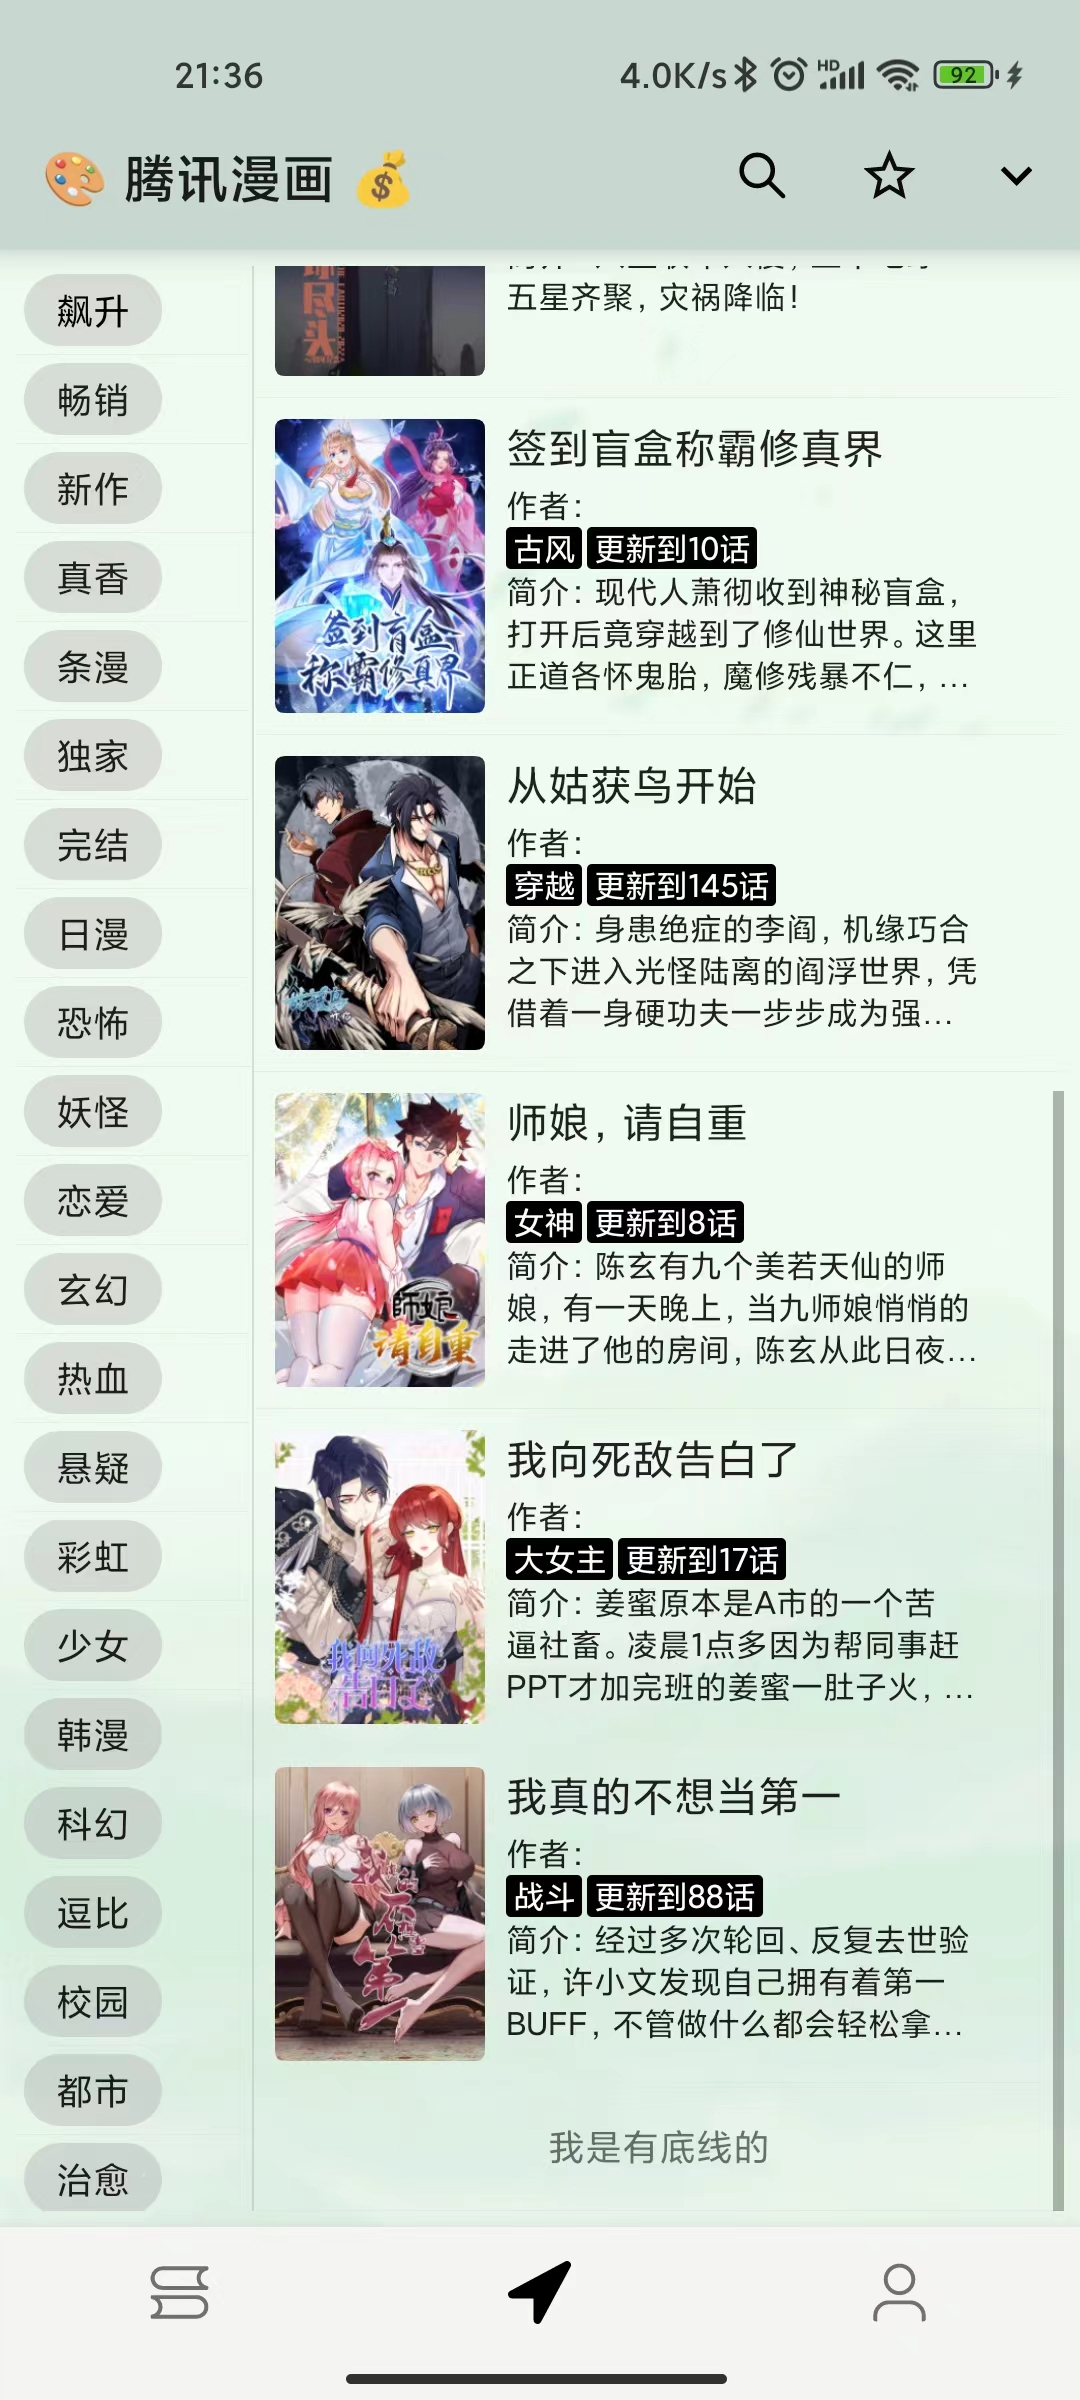 21:36
4.0K/s
HD
92
腾讯漫画
飙升
畅销
新作
真香
条漫
独家
完结
日漫
恐怖
妖怪
恋爱
玄幻
热血
悬疑
彩虹
少女
韩漫
科幻
逗比
校园
都市
治愈
五星齐聚，灾祸降临！
签到盲盒
称霸修真界
签到盲盒称霸修真界
作者：
古风 更新到10话
简介：现代人萧彻收到神秘盲盒，
打开后竟穿越到了修仙世界。这里
正道各怀鬼胎，魔修残暴不仁，...
从姑获鸟开始
作者：
穿越 更新到145话
简介：身患绝症的李阎，机缘巧合
之下进入光怪陆离的阎浮世界，凭
借着一身硬功夫一步步成为强...
師娘
请自重
师娘，请自重
作者：
女神 更新到8话
简介：陈玄有九个美若天仙的师
娘，有一天晚上，当九师娘悄悄的
走进了他的房间，陈玄从此日夜...
我向死敌
告白了
我向死敌告白了
作者：
大女主 更新到17话
简介：姜蜜原本是A市的一个苦
逼社畜。凌晨1点多因为帮同事赶
PPT才加完班的姜蜜一肚子火，...
我真的不想当第一
作者：
战斗 更新到88话
简介：经过多次轮回、反复去世验
证，许小文发现自己拥有着第一
BUFF，不管做什么都会轻松拿...
我是有底线的